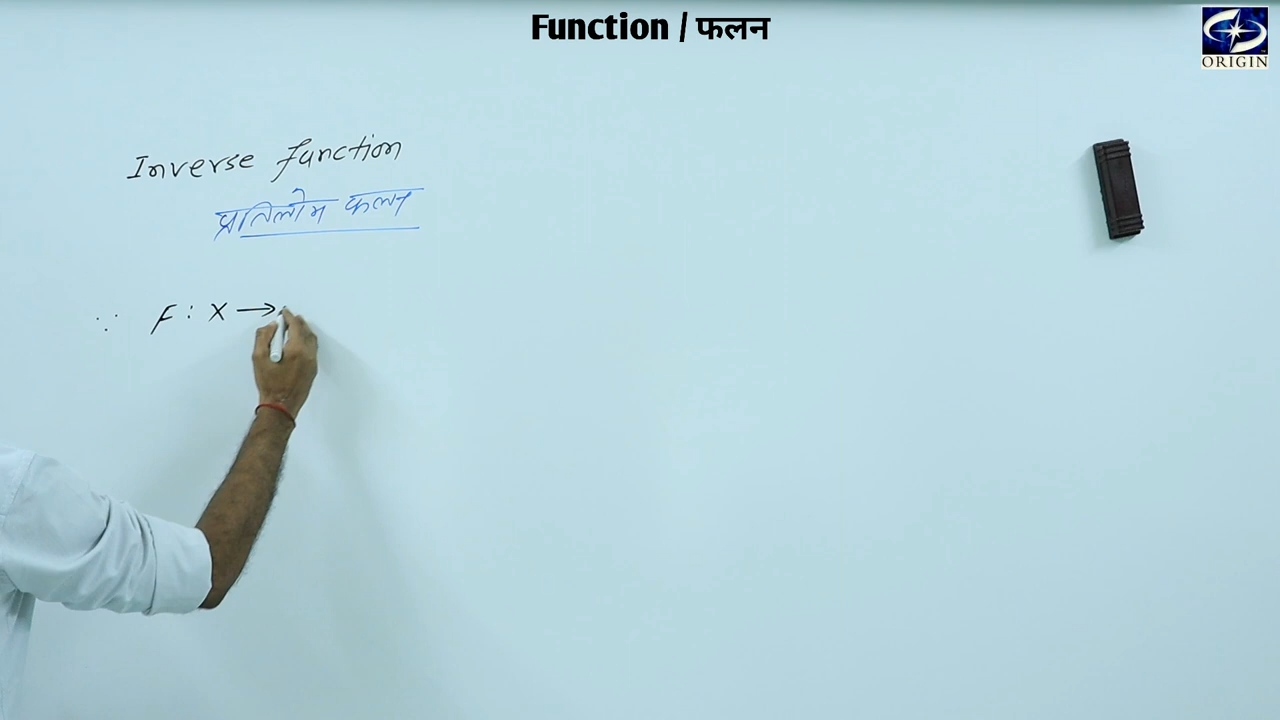 Function / फलन
ORIGIN
Inverse function
प्रतिलोम फलन
∵ F : X →